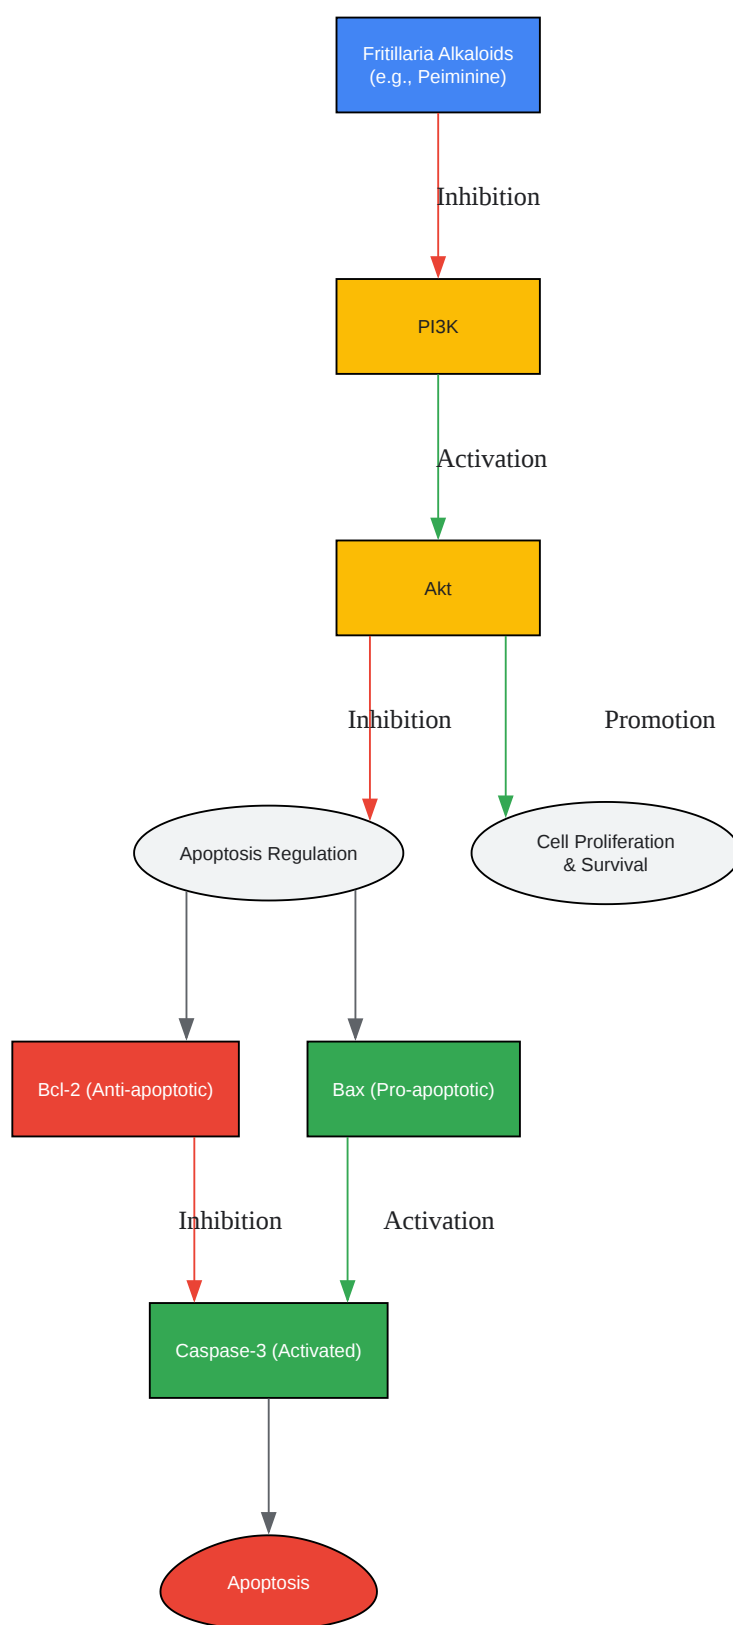 Fritillaria Alkaloids
(e.g., Peiminine)
Inhibition
PI3K
Activation
Akt
Inhibition
Promotion
Apoptosis Regulation
Cell Proliferation
& Survival
Bcl-2 (Anti-apoptotic)
Bax (Pro-apoptotic)
Inhibition
Activation
Caspase-3 (Activated)
Apoptosis